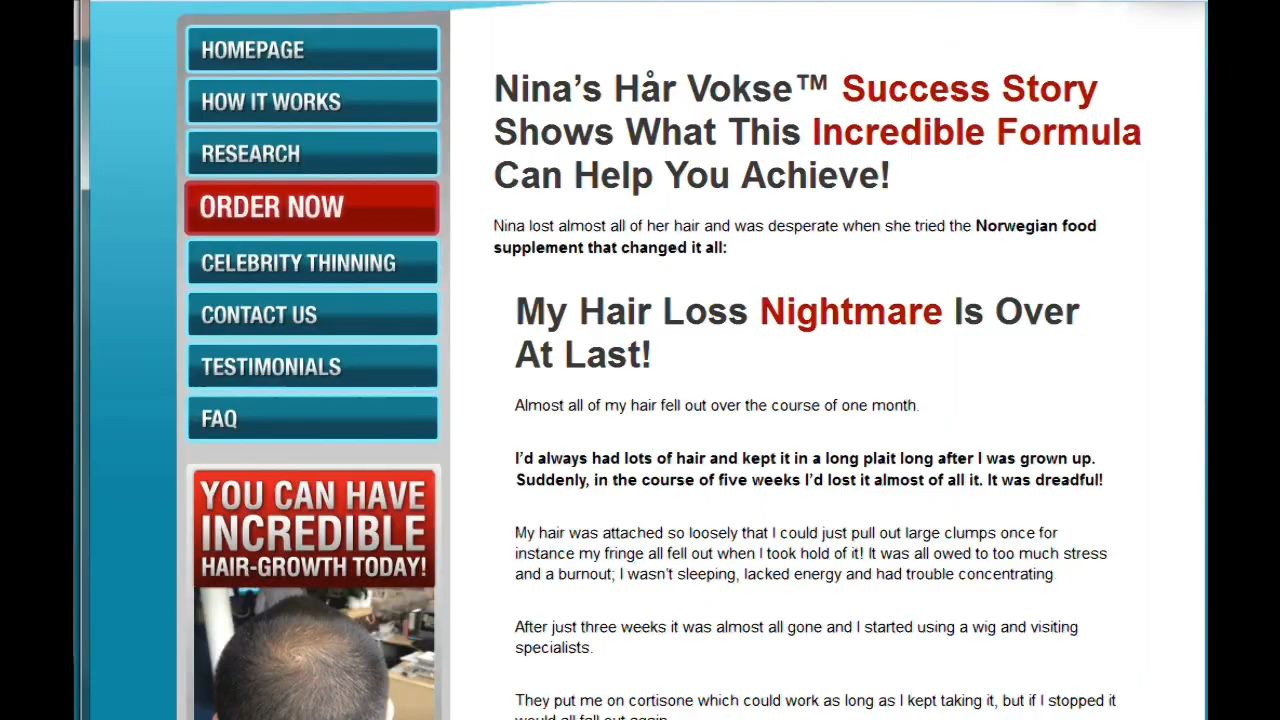 HOMEPAGE
HOW IT WORKS
RESEARCH
ORDER NOW
CELEBRITY THINNING
CONTACT US
TESTIMONIALS
FAQ
YOU CAN HAVE
INCREDIBLE
HAIR-GROWTH TODAY!
Nina’s Hår Vokse™ Success Story
Shows What This Incredible Formula
Can Help You Achieve!
Nina lost almost all of her hair and was desperate when she tried the Norwegian food
supplement that changed it all:
My Hair Loss Nightmare Is Over
At Last!
Almost all of my hair fell out over the course of one month.
I’d always had lots of hair and kept it in a long plait long after I was grown up.
Suddenly, in the course of five weeks I’d lost it almost of all it. It was dreadful!
My hair was attached so loosely that I could just pull out large clumps once for
instance my fringe all fell out when I took hold of it! It was all owed to too much stress
and a burnout; I wasn’t sleeping, lacked energy and had trouble concentrating.
After just three weeks it was almost all gone and I started using a wig and visiting
specialists.
They put me on cortisone which could work as long as I kept taking it, but if I stopped it
would all fall out again.